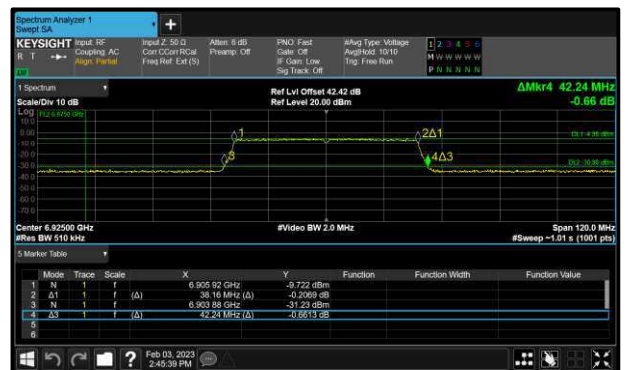 Spectrum Analyzer 1
Swept SA
+
KEYSIGHT Input: RF Input Z: 50 Ω Atten: 6 dB PNO: Fast #Avg Type: Voltage 1 2 3 4 5 6
R T Coupling: AC Corr CCorr RCal Preamp: Off Gate: Off Avg|Hold: 10/10 M W W W W W
Align: Partial Freq Ref: Ext (S) IF Gain: Low Trig: Free Run P N N N N N
Sig Track: Off
1 Spectrum
ΔMkr4 42.24 MHz
Scale/Div 10 dB Ref Lvl Offset 42.42 dB
Ref Level 20.00 dBm -0.66 dB
Log
10.0
0.00
-10.0
-20.0
-30.0
-40.0
-50.0
-60.0
-70.0
1
2Δ1
3
4Δ3
Center 6.92500 GHz #Video BW 2.0 MHz Span 120.0 MHz
#Res BW 510 kHz #Sweep ~1.01 s (1001 pts)
5 Marker Table
Mode Trace Scale X Y Function Function Width Function Value
1 N 1 f 6.905 92 GHz -9.722 dBm
2 Δ1 1 f (Δ) 38.16 MHz (Δ) -0.2069 dB
3 N 1 f 6.903 88 GHz -31.23 dBm
4 Δ3 1 f (Δ) 42.24 MHz (Δ) -0.6613 dB
5
6
? Feb 03, 2023
2:45:39 PM